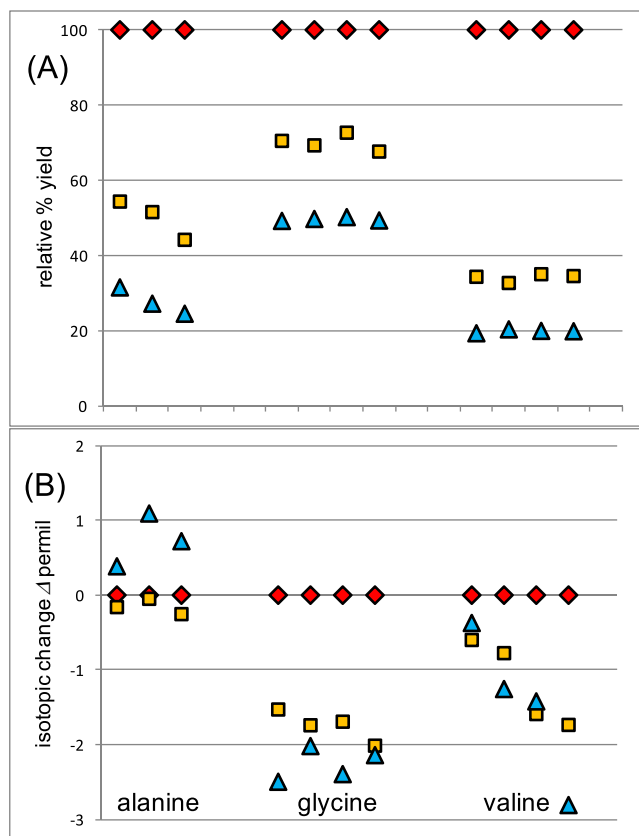 (A)
relative % yield
100
80
60
40
20
0
(B)
isotopic change Δ permil
2
1
0
-1
-2
-3
alanine glycine valine